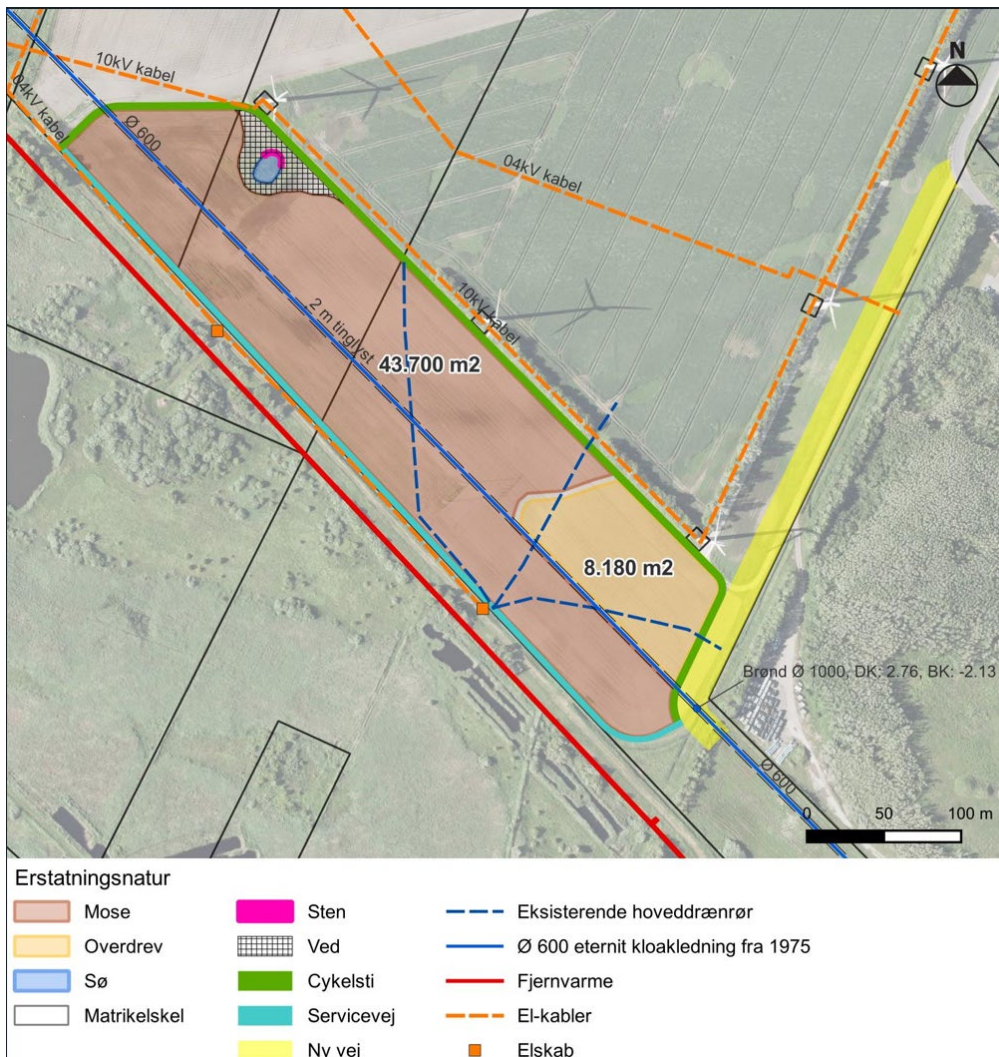 10kV kabel
N
04kV kabel
Ø 600
04kV kabel
10kV kabel
2 m tinglyst
43.700 m2
8.180 m2
Brønd Ø 1000, DK: 2.76, BK: -2.13
Ø 600
0 50 100 m
Erstatningsnatur
Mose
Overdrev
Sø
Matrikelskel
Sten
Ved
Cykelsti
Servicevej
Ny vej
Eksisterende hoveddrænrør
Ø 600 eternit kloakledning fra 1975
Fjernvarme
El-kabler
Elskab